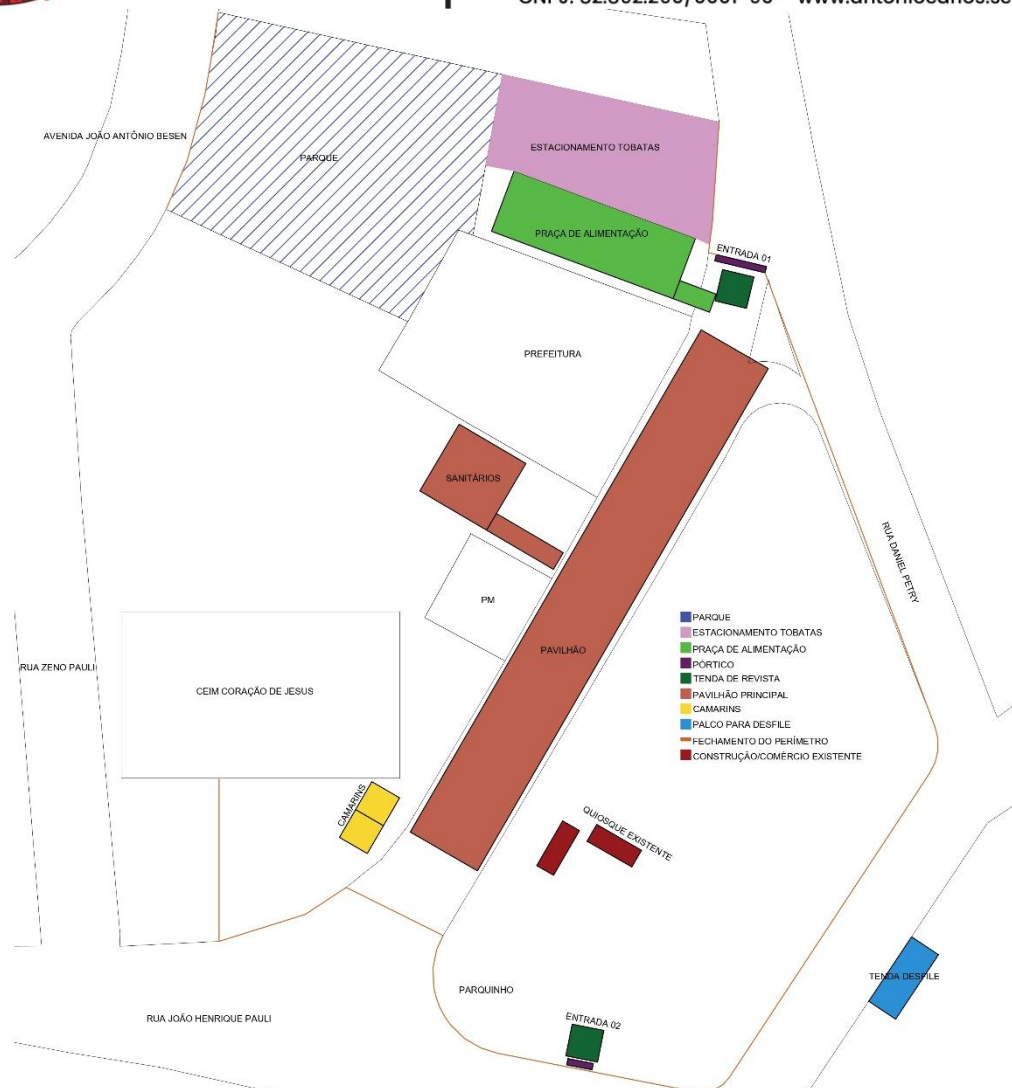 AVENIDA JOÃO ANTÔNIO BESEN
PARQUE
ESTACIONAMENTO TOBATAS
PRAÇA DE ALIMENTAÇÃO
ENTRADA 01
PREFEITURA
SANITÁRIOS
RUA DANIEL PETRY
PM
PAVILHÃO
PARQUE
ESTACIONAMENTO TOBATAS
PRAÇA DE ALIMENTAÇÃO
PÓRTICO
TENDA DE REVISTA
PAVILHÃO PRINCIPAL
CAMARINS
PALCO PARA DESFILE
FECHAMENTO DO PERÍMETRO
CONSTRUÇÃO/COMÉRCIO EXISTENTE
RUA ZENO PAULI
CEIM CORAÇÃO DE JESUS
CAMARINS
QUIOSQUE EXISTENTE
TENDA DESFILE
PARQUINHO
RUA JOÃO HENRIQUE PAULI
ENTRADA 02